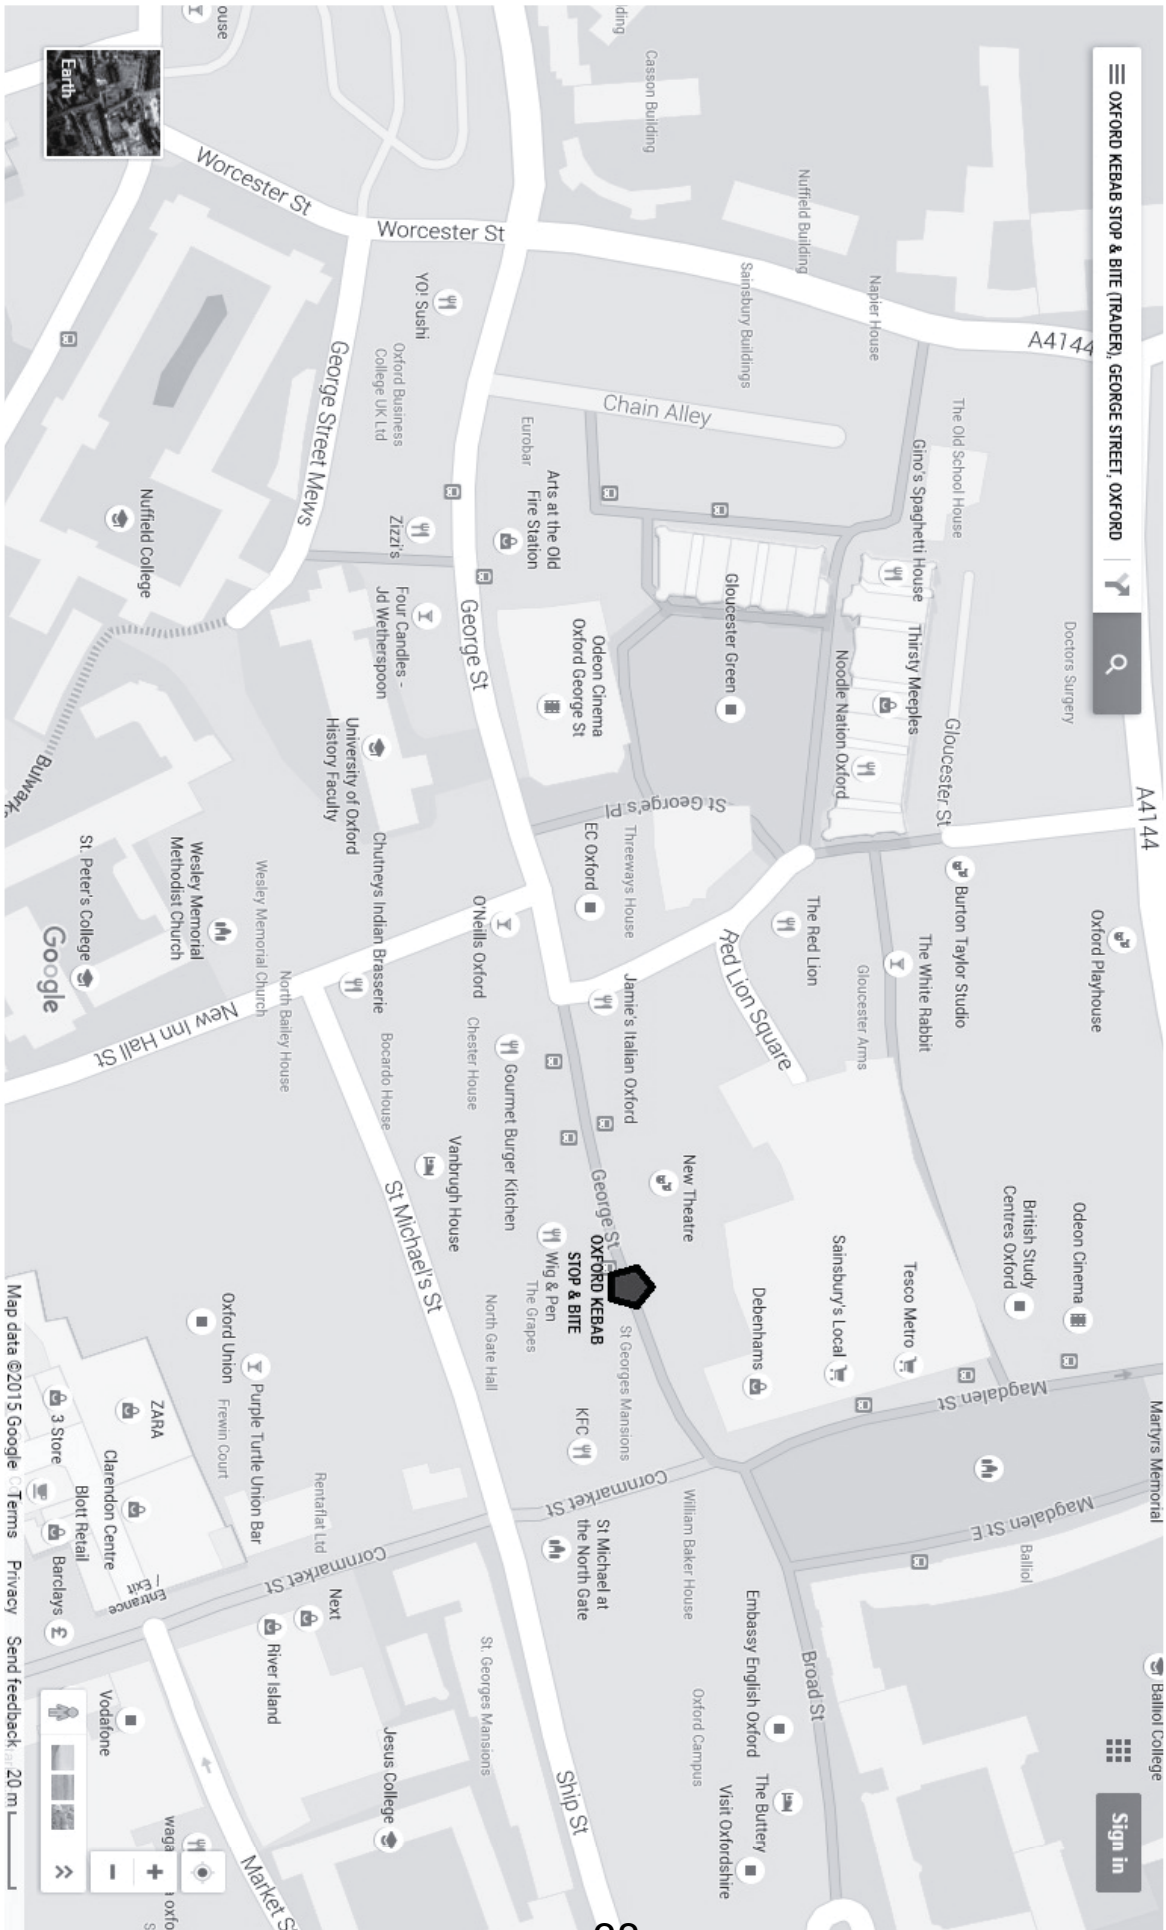 OXFORD KEBAB STOP & BITE (TRADER), GEORGE STREET, OXFORD
Sign in
Earth
Casson Building
Nuffield Building
Napier House
Sainsbury Buildings
A4144
A4144
Worcester St
Worcester St
YO! Sushi
Oxford Business
College UK Ltd
George Street Mews
Nuffield College
Chain Alley
Eurobar
Arts at the Old
Fire Station
Zizzi's
Four Candles -
Jd Wetherspoon
George St
The Old School House
Gino's Spaghetti House
Thirsty Meeples
Noodle Nation Oxford
Gloucester Green
Gloucester St
Doctors Surgery
Odeon Cinema
Oxford George St
University of Oxford
History Faculty
St George's Pl
EC Oxford
Threeways House
Bulwark
St. Peter's College
Wesley Memorial
Methodist Church
Wesley Memorial Church
North Bailey House
New Inn Hall St
Chutneys Indian Brasserie
O'Neills Oxford
Bocardo House
Chester House
Gourmet Burger Kitchen
Jamie's Italian Oxford
The Red Lion
Red Lion Square
Gloucester Arms
The White Rabbit
Burton Taylor Studio
Oxford Playhouse
Vanbrugh House
St Michael's St
New Theatre
George St
OXFORD KEBAB
STOP & BITE
Wig & Pen
The Grapes
North Gate Hall
St Georges Mansions
KFC
Debenhams
Sainsbury's Local
Tesco Metro
British Study
Centres Oxford
Odeon Cinema
Magdalen St
Martyrs Memorial
Magdalen St E
Balliol
Balliol College
Cornmarket St
William Baker House
St Michael at
the North Gate
Embassy English Oxford
Broad St
Oxford Campus
The Buttery
Visit Oxfordshire
Oxford Union
Purple Turtle Union Bar
Frewin Court
ZARA
3 Store
Clarendon Centre
Blott Retail
Barclays
Entrance
/ Exit
Rentaflat Ltd
Cornmarket St
Next
River Island
St. Georges Mansions
Jesus College
Ship St
Vodafone
Market S
Google
Map data ©2015 Google Terms Privacy Send feedback 20 m